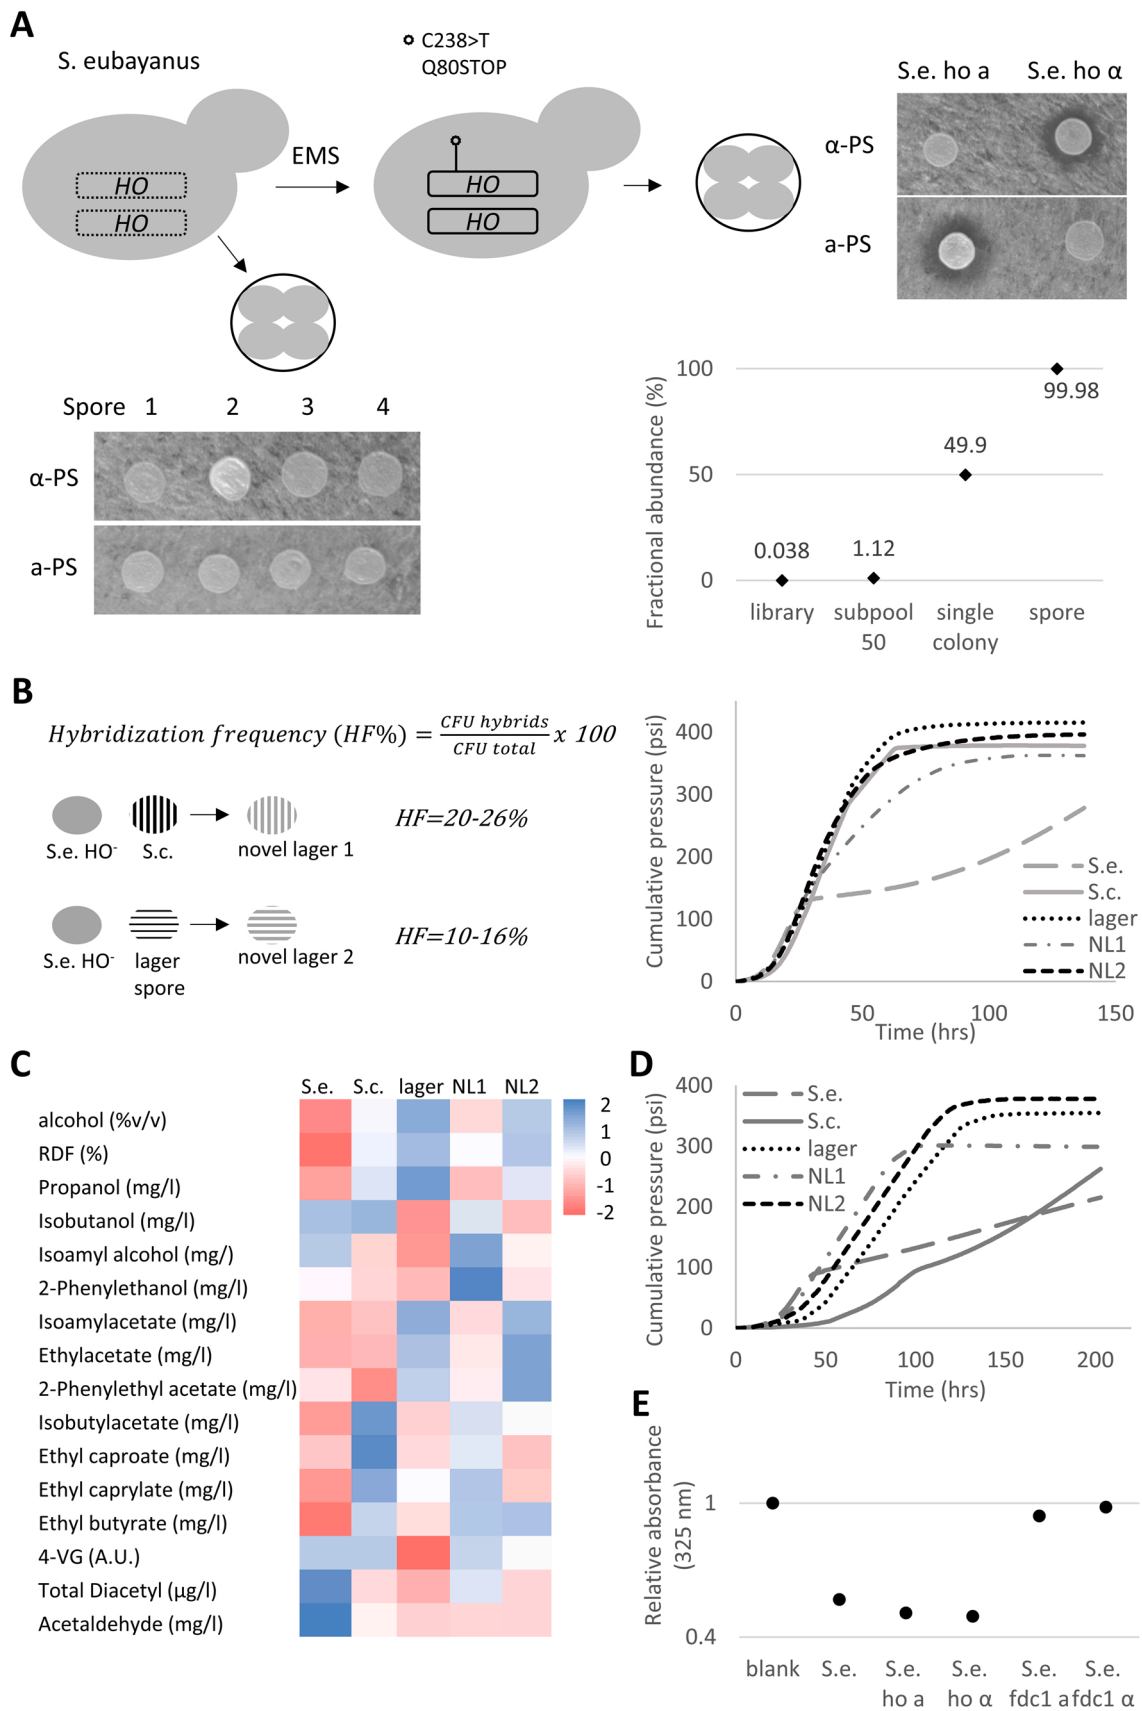 A
S. eubayanus
C238>T
Q80STOP
EMS
HO
HO
HO
HO
S.e. ho a S.e. ho α
α-PS
a-PS
Spore 1 2 3 4
α-PS
a-PS
Fractional abundance (%)
100
50
0
0.038
1.12
49.9
99.98
library
subpool
50
single
colony
spore
B
Hybridization frequency (HF%) = CFU hybrids / CFU total x 100
S.e. HO-
S.c.
novel lager 1
HF=20-26%
S.e. HO-
lager
spore
novel lager 2
HF=10-16%
Cumulative pressure (psi)
400
300
200
100
0
0 50 100 150
Time (hrs)
S.e.
S.c.
lager
NL1
NL2
C
S.e. S.c. lager NL1 NL2
alcohol (%v/v)
RDF (%)
Propanol (mg/l)
Isobutanol (mg/l)
Isoamyl alcohol (mg/)
2-Phenylethanol (mg/l)
Isoamylacetate (mg/l)
Ethylacetate (mg/l)
2-Phenylethyl acetate (mg/l)
Isobutylacetate (mg/l)
Ethyl caproate (mg/l)
Ethyl caprylate (mg/l)
Ethyl butyrate (mg/l)
4-VG (A.U.)
Total Diacetyl (µg/l)
Acetaldehyde (mg/l)
2
1
0
-1
-2
D
Cumulative pressure (psi)
400
300
200
100
0
0 50 100 150 200
Time (hrs)
S.e.
S.c.
lager
NL1
NL2
E
Relative absorbance
(325 nm)
1
0.4
blank
S.e.
S.e.
ho a
S.e.
ho α
S.e.
fdc1 a
S.e.
fdc1 α